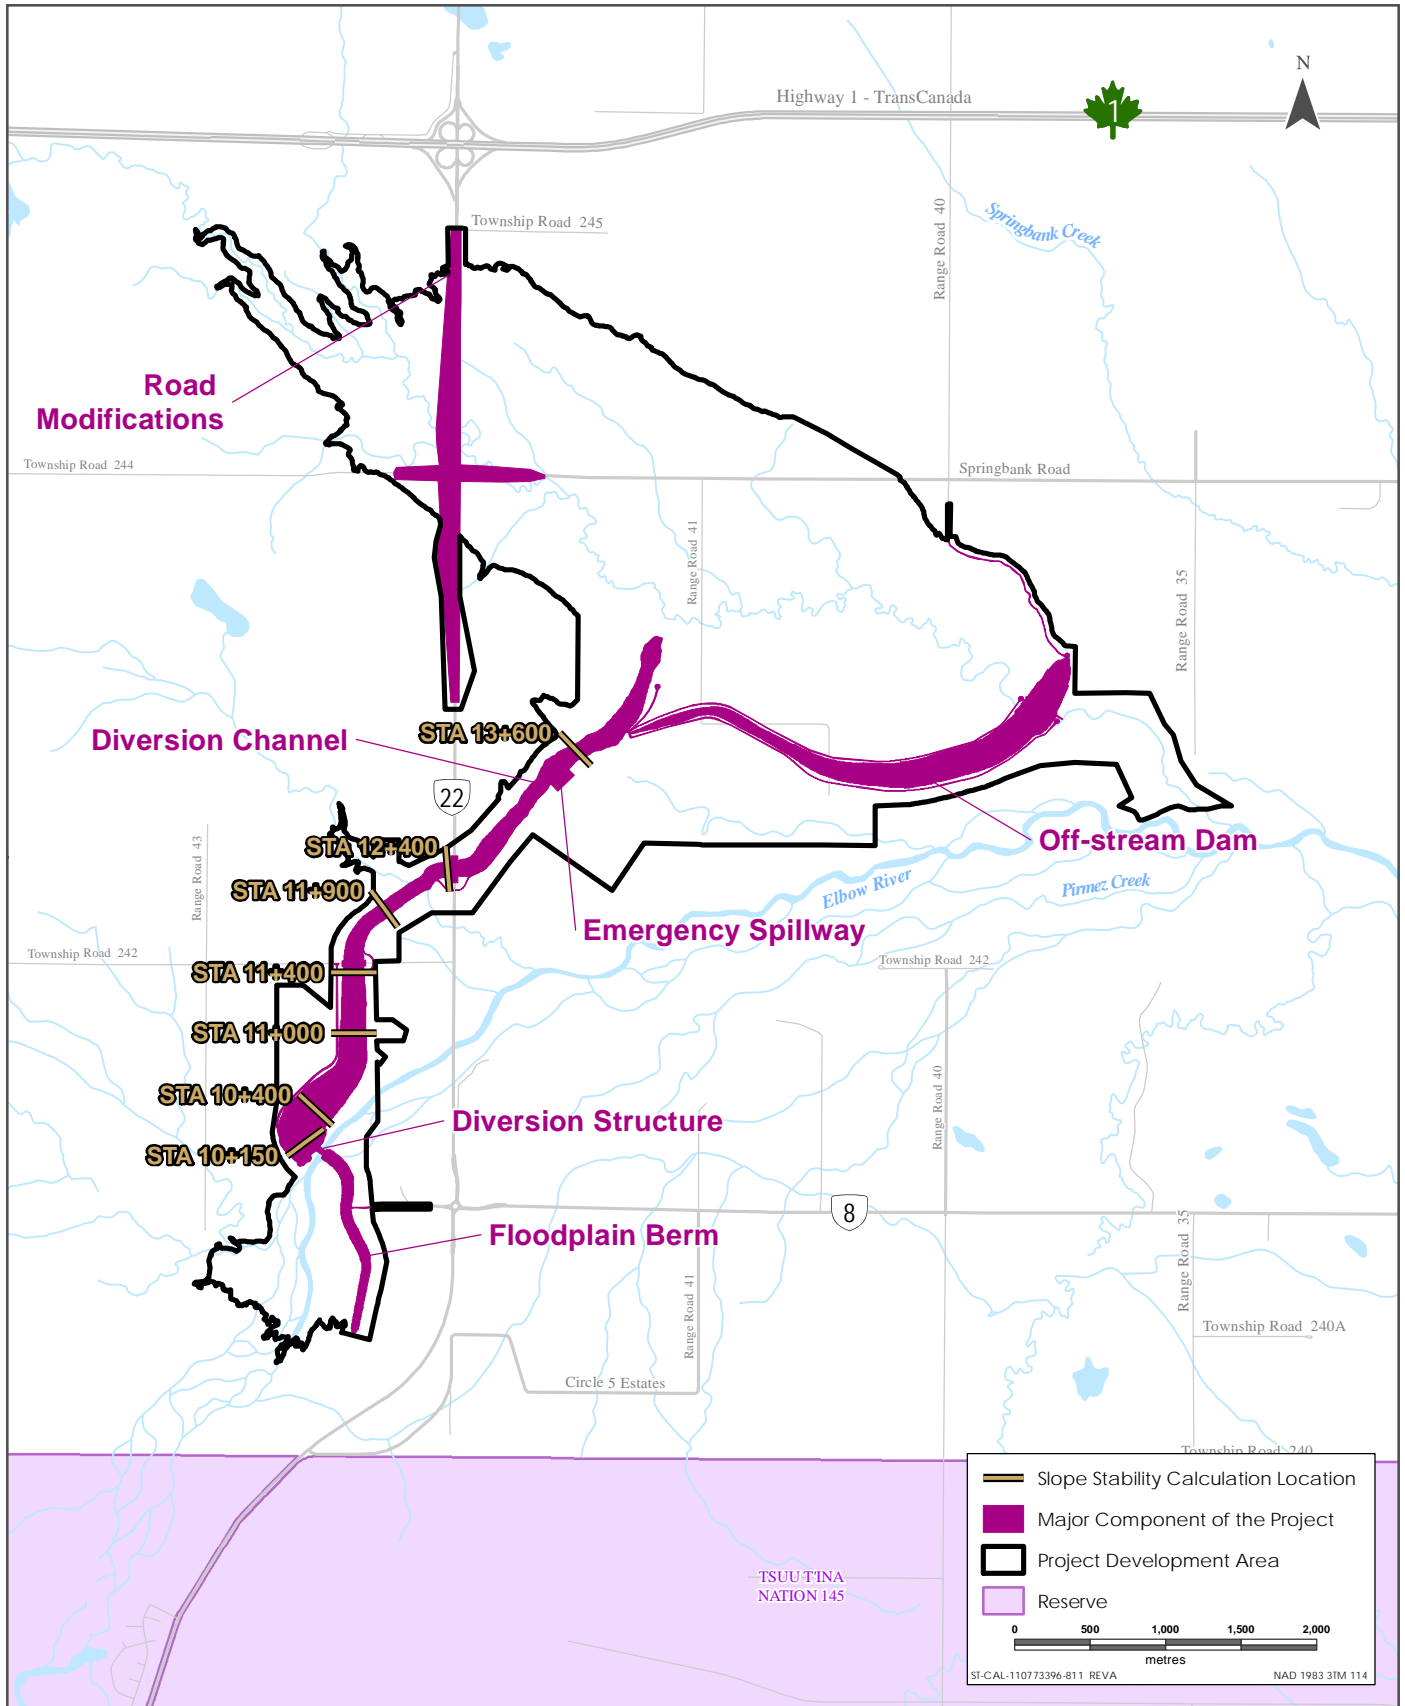 N
Highway 1 - TransCanada
1
Township Road 245
Range Road 40
Springbank Creek
Road
Modifications
Township Road 244
Springbank Road
Range Road 41
Range Road 35
STA 13+600
Diversion Channel
22
STA 12+400
Off-stream Dam
Range Road 43
STA 11+900
Elbow River
Pirmez Creek
Emergency Spillway
Township Road 242
STA 11+400
Township Road 242
STA 11+000
STA 10+400
Range Road 40
Diversion Structure
STA 10+150
8
Floodplain Berm
Range Road 35
Range Road 41
Township Road 240A
Circle 5 Estates
Township Road 240
Slope Stability Calculation Location
Major Component of the Project
Project Development Area
Reserve
TSUU T'INA
NATION 145
0 500 1,000 1,500 2,000
metres
ST-CAL-110773396-811 REVA
NAD 1983 3TM 114